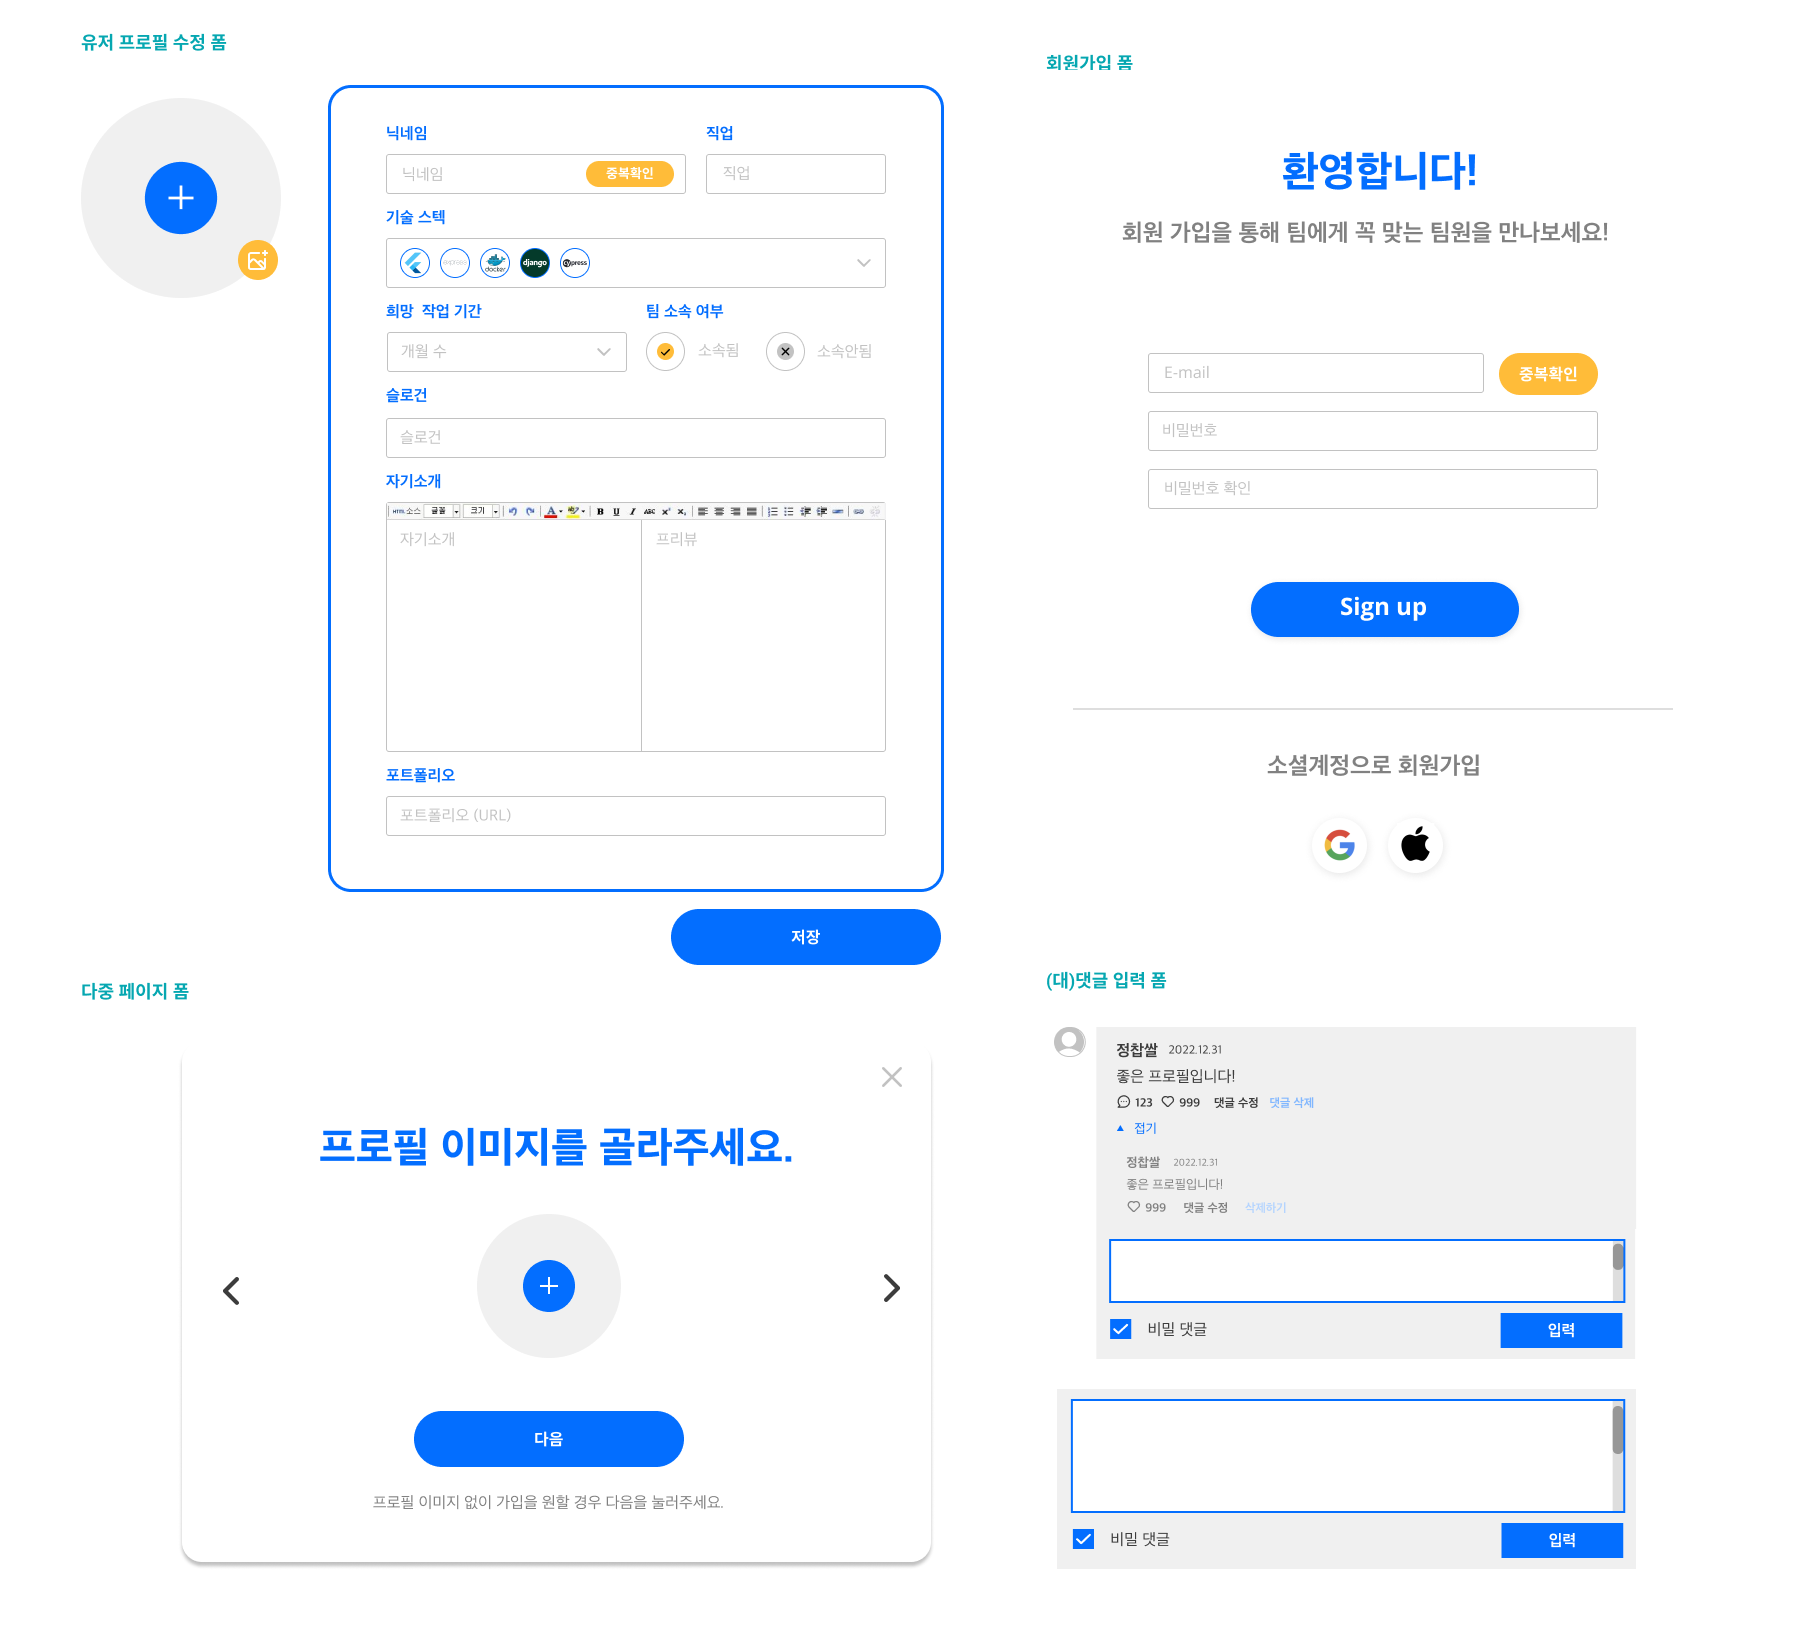 유저 프로필 수정 폼
닉네임
직업
닉네임
중복확인
직업
기술 스텍
express
docker
django
cypress
희망 작업 기간
팀 소속 여부
개월 수
소속됨
소속안됨
슬로건
슬로건
자기소개
HTML 소스 글꼴 크기
자기소개
프리뷰
포트폴리오
포트폴리오 (URL)
저장
회원가입 폼
환영합니다!
회원 가입을 통해 팀에게 꼭 맞는 팀원을 만나보세요!
E-mail
중복확인
비밀번호
비밀번호 확인
Sign up
소셜계정으로 회원가입
다중 페이지 폼
프로필 이미지를 골라주세요.
다음
프로필 이미지 없이 가입을 원할 경우 다음을 눌러주세요.
(대)댓글 입력 폼
정찹쌀 2022.12.31
좋은 프로필입니다!
123 999 댓글 수정 댓글 삭제
▲ 접기
정찹쌀 2022.12.31
좋은 프로필입니다!
999 댓글 수정 삭제하기
비밀 댓글
입력
비밀 댓글
입력